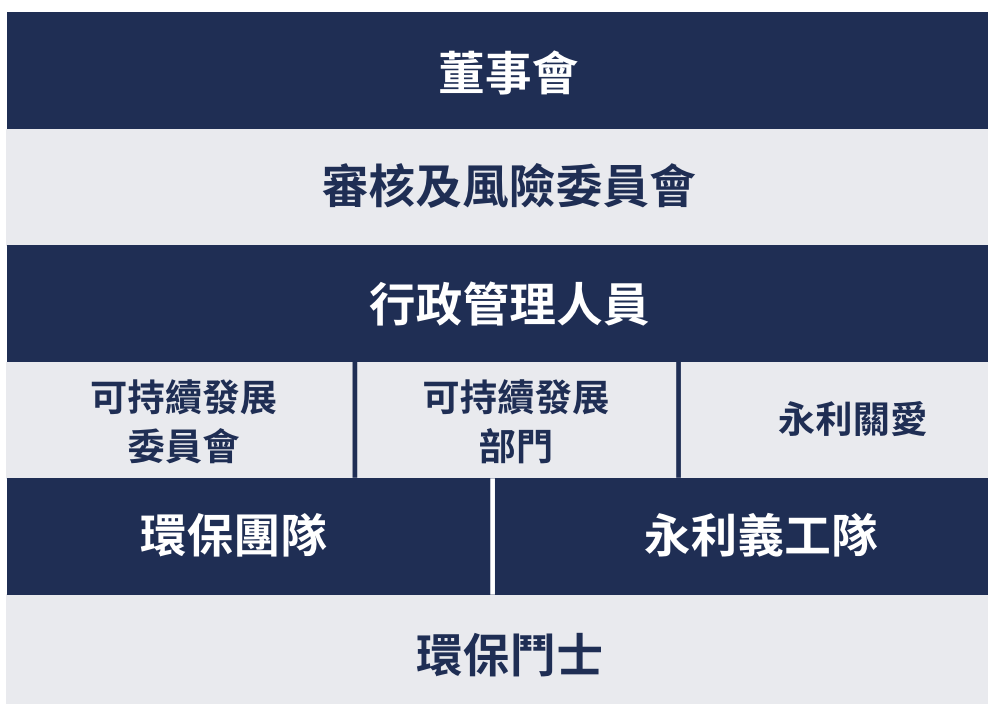 董事會
審核及風險委員會
行政管理人員
可持續發展
委員會
可持續發展
部門
永利關愛
環保團隊
永利義工隊
環保鬥士